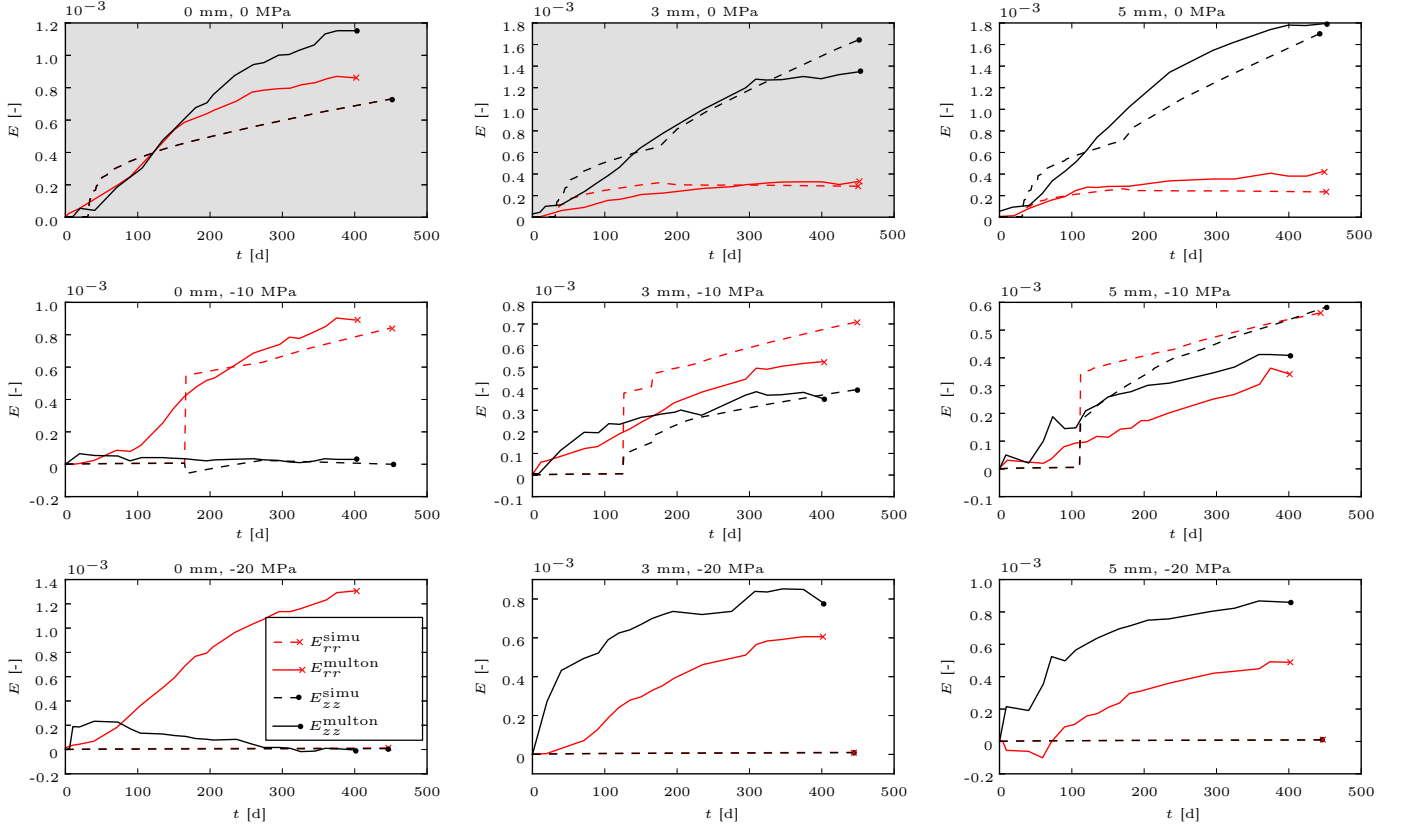 10⁻³
0 mm, 0 MPa
1.2
1.0
0.8
0.6
0.4
0.2
0.0
E [-]
0 100 200 300 400 500
t [d]
10⁻³
3 mm, 0 MPa
1.8
1.6
1.4
1.2
1.0
0.8
0.6
0.4
0.2
0
E [-]
0 100 200 300 400 500
t [d]
10⁻³
5 mm, 0 MPa
1.8
1.6
1.4
1.2
1.0
0.8
0.6
0.4
0.2
0
E [-]
0 100 200 300 400 500
t [d]
10⁻³
0 mm, -10 MPa
1.0
0.8
0.6
0.4
0.2
0
-0.2
E [-]
0 100 200 300 400 500
t [d]
10⁻³
3 mm, -10 MPa
0.8
0.7
0.6
0.5
0.4
0.3
0.2
0.1
0
-0.1
E [-]
0 100 200 300 400 500
t [d]
10⁻³
5 mm, -10 MPa
0.6
0.5
0.4
0.3
0.2
0.1
0
-0.1
E [-]
0 100 200 300 400 500
t [d]
10⁻³
0 mm, -20 MPa
1.4
1.2
1.0
0.8
0.6
0.4
0.2
0
-0.2
E [-]
E_rr^simu
E_rr^multon
E_zz^simu
E_zz^multon
0 100 200 300 400 500
t [d]
10⁻³
3 mm, -20 MPa
0.8
0.6
0.4
0.2
0
E [-]
0 100 200 300 400 500
t [d]
10⁻³
5 mm, -20 MPa
1.0
0.8
0.6
0.4
0.2
0
-0.2
E [-]
0 100 200 300 400 500
t [d]